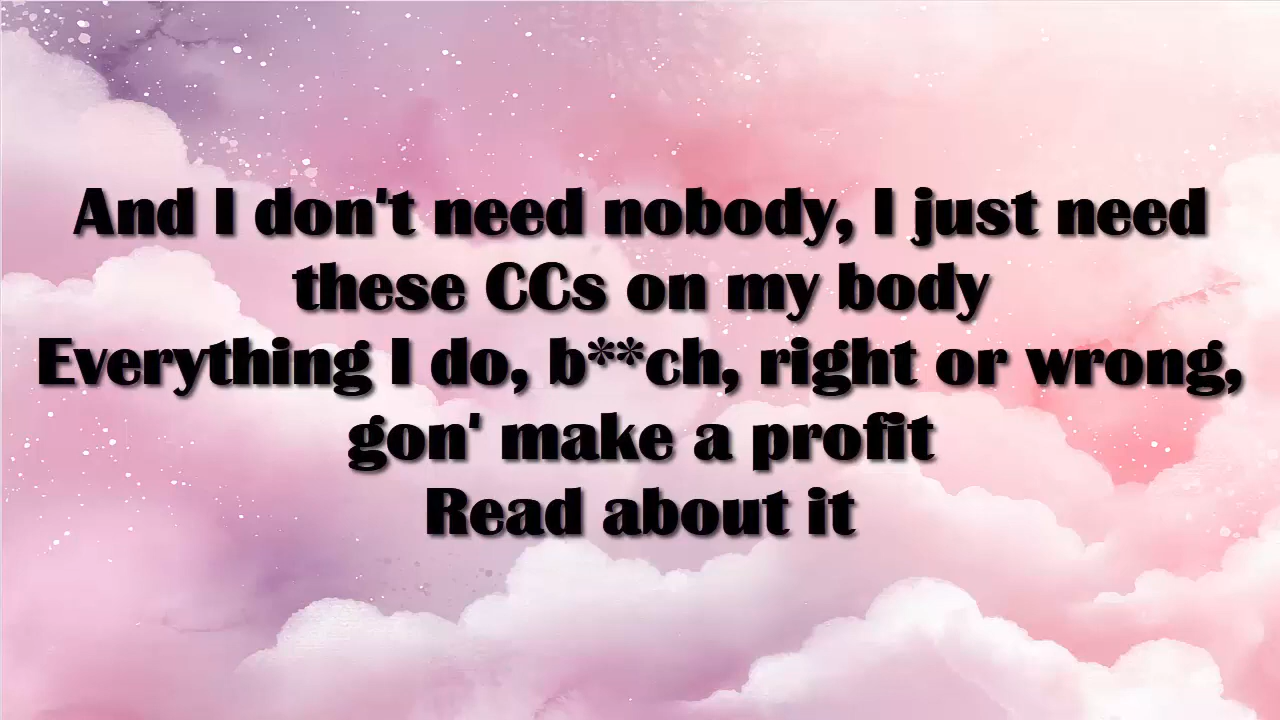 And I don't need nobody, I just need
these CCs on my body
Everything I do, b**ch, right or wrong,
gon' make a profit
Read about it